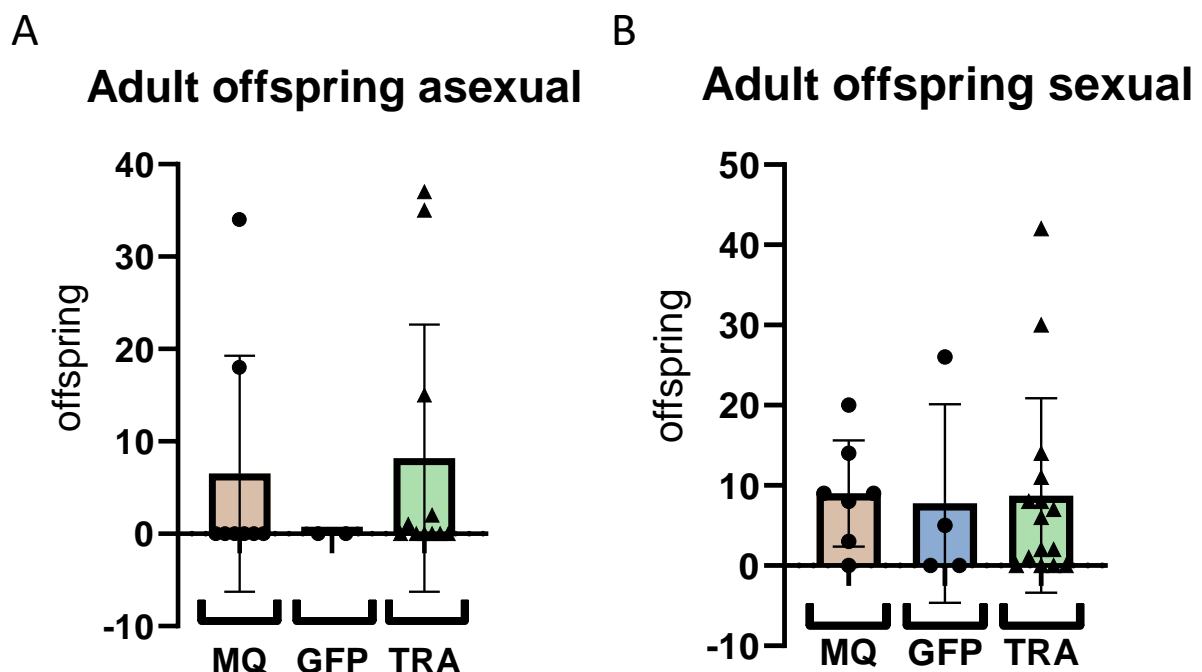 A
Adult offspring asexual
40
30
20
10
0
-10
offspring
MQ GFP TRA
B
Adult offspring sexual
50
40
30
20
10
0
-10
offspring
MQ GFP TRA